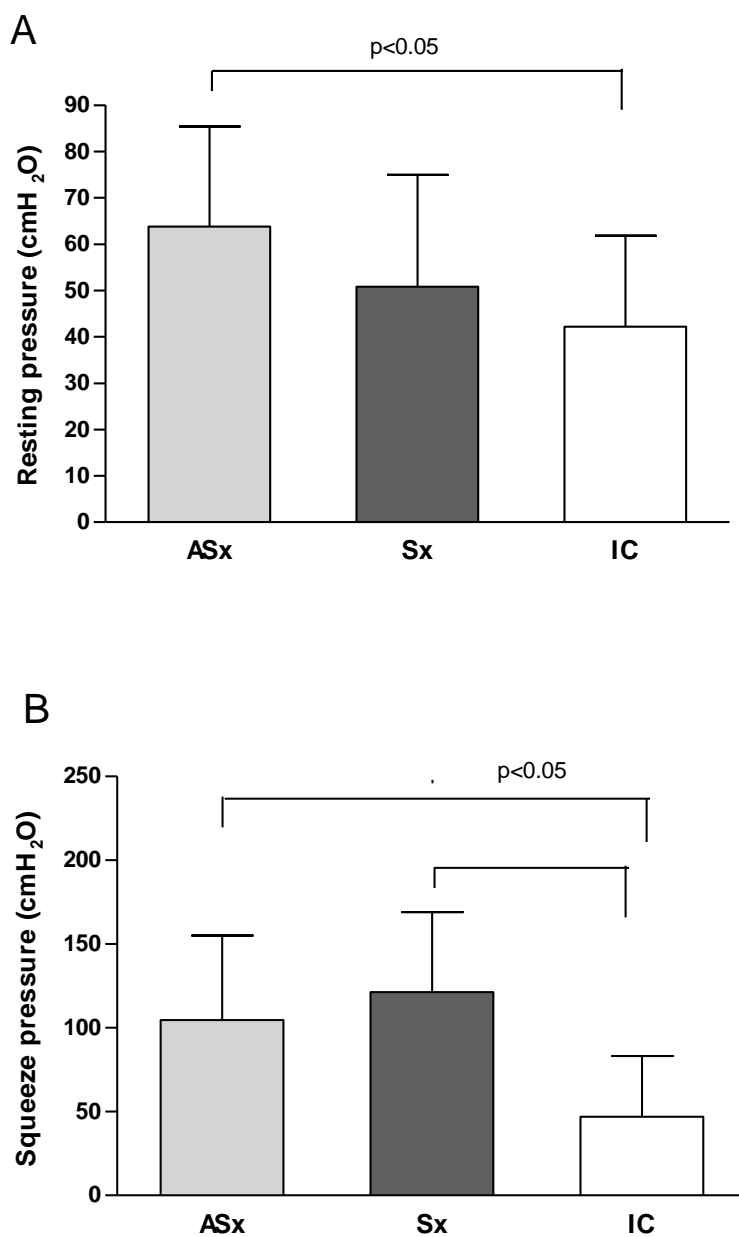 A
p<0.05
90
80
70
60
50
40
30
20
10
0
Resting pressure (cmH₂O)
ASx Sx IC
B
p<0.05
250
200
150
100
50
0
Squeeze pressure (cmH₂O)
ASx Sx IC